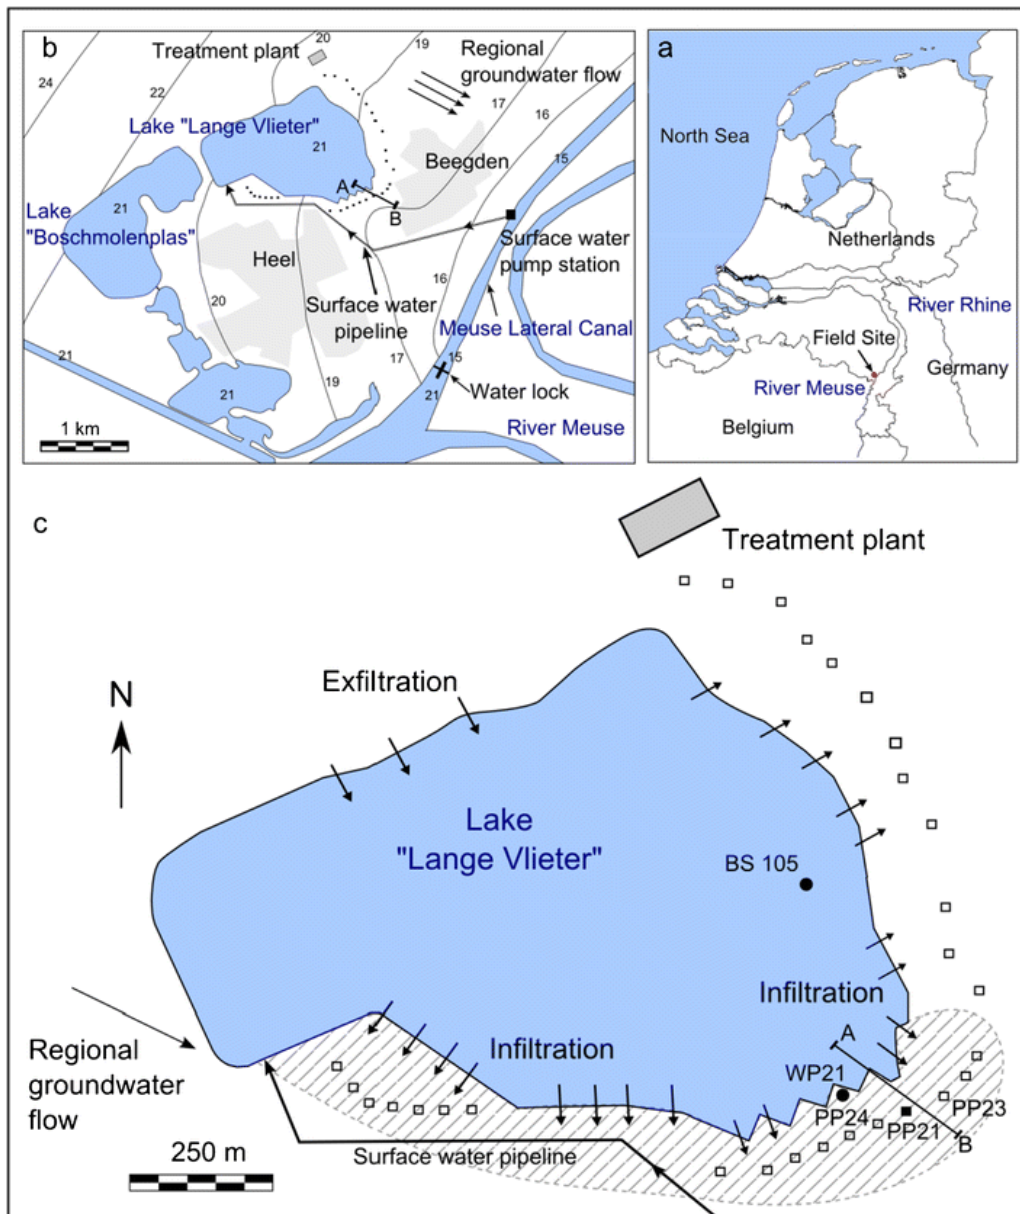 b
Treatment plant
20
19
Regional
groundwater flow
24
22
17
16
15
Lake "Lange Vlieter"
21
Beegden
A
B
21
Lake
"Boschmolenplas"
Heel
Surface water
pump station
16
20
Surface water
pipeline
Meuse Lateral Canal
21
17
15
19
21
21
Water lock
1 km
River Meuse
a
North Sea
Netherlands
River Rhine
Field Site
Germany
River Meuse
Belgium
c
Treatment plant
N
Exfiltration
Lake
"Lange Vlieter"
BS 105
Infiltration
A
Regional
groundwater
flow
Infiltration
WP21
PP24
PP21
PP23
B
Surface water pipeline
250 m